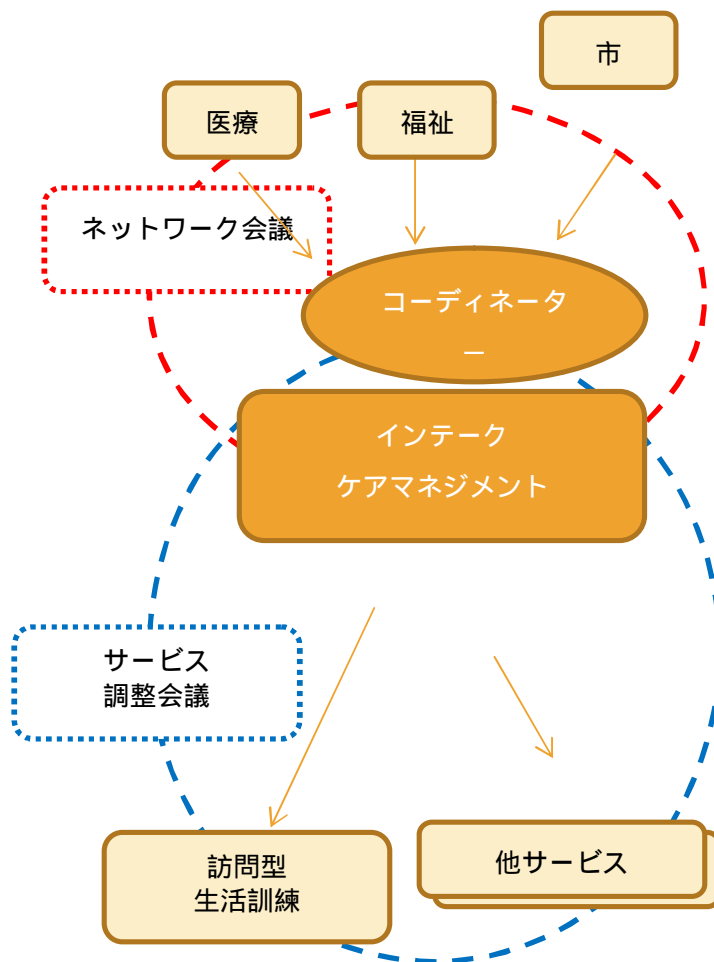 市
医療
福祉
ネットワーク会議
コーディネータ
ー
インテーク
ケアマネジメント
サービス
調整会議
訪問型
生活訓練
他サービス